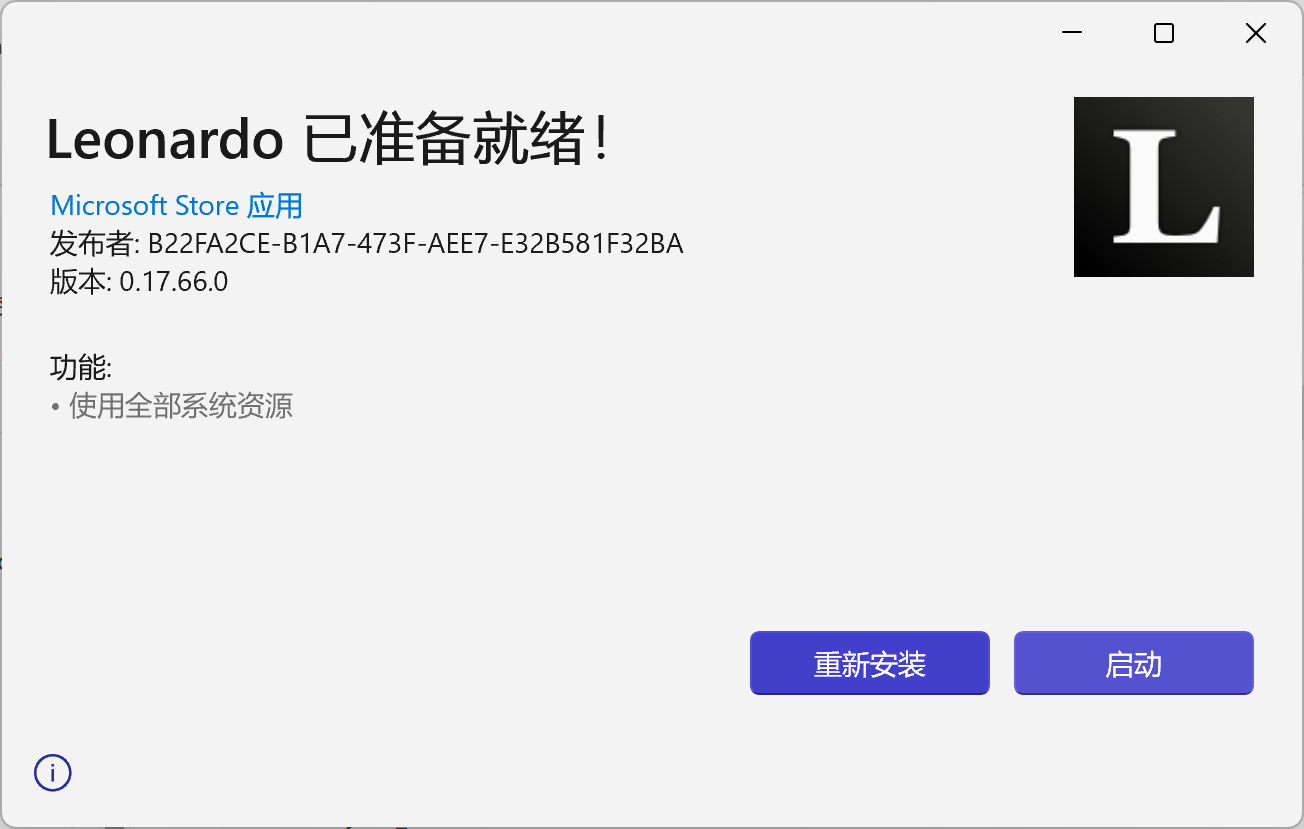 Leonardo 已准备就绪!
L
Microsoft Store 应用
发布者: B22FA2CE-B1A7-473F-AEE7-E32B581F32BA
版本: 0.17.66.0
功能:
• 使用全部系统资源
重新安装
启动